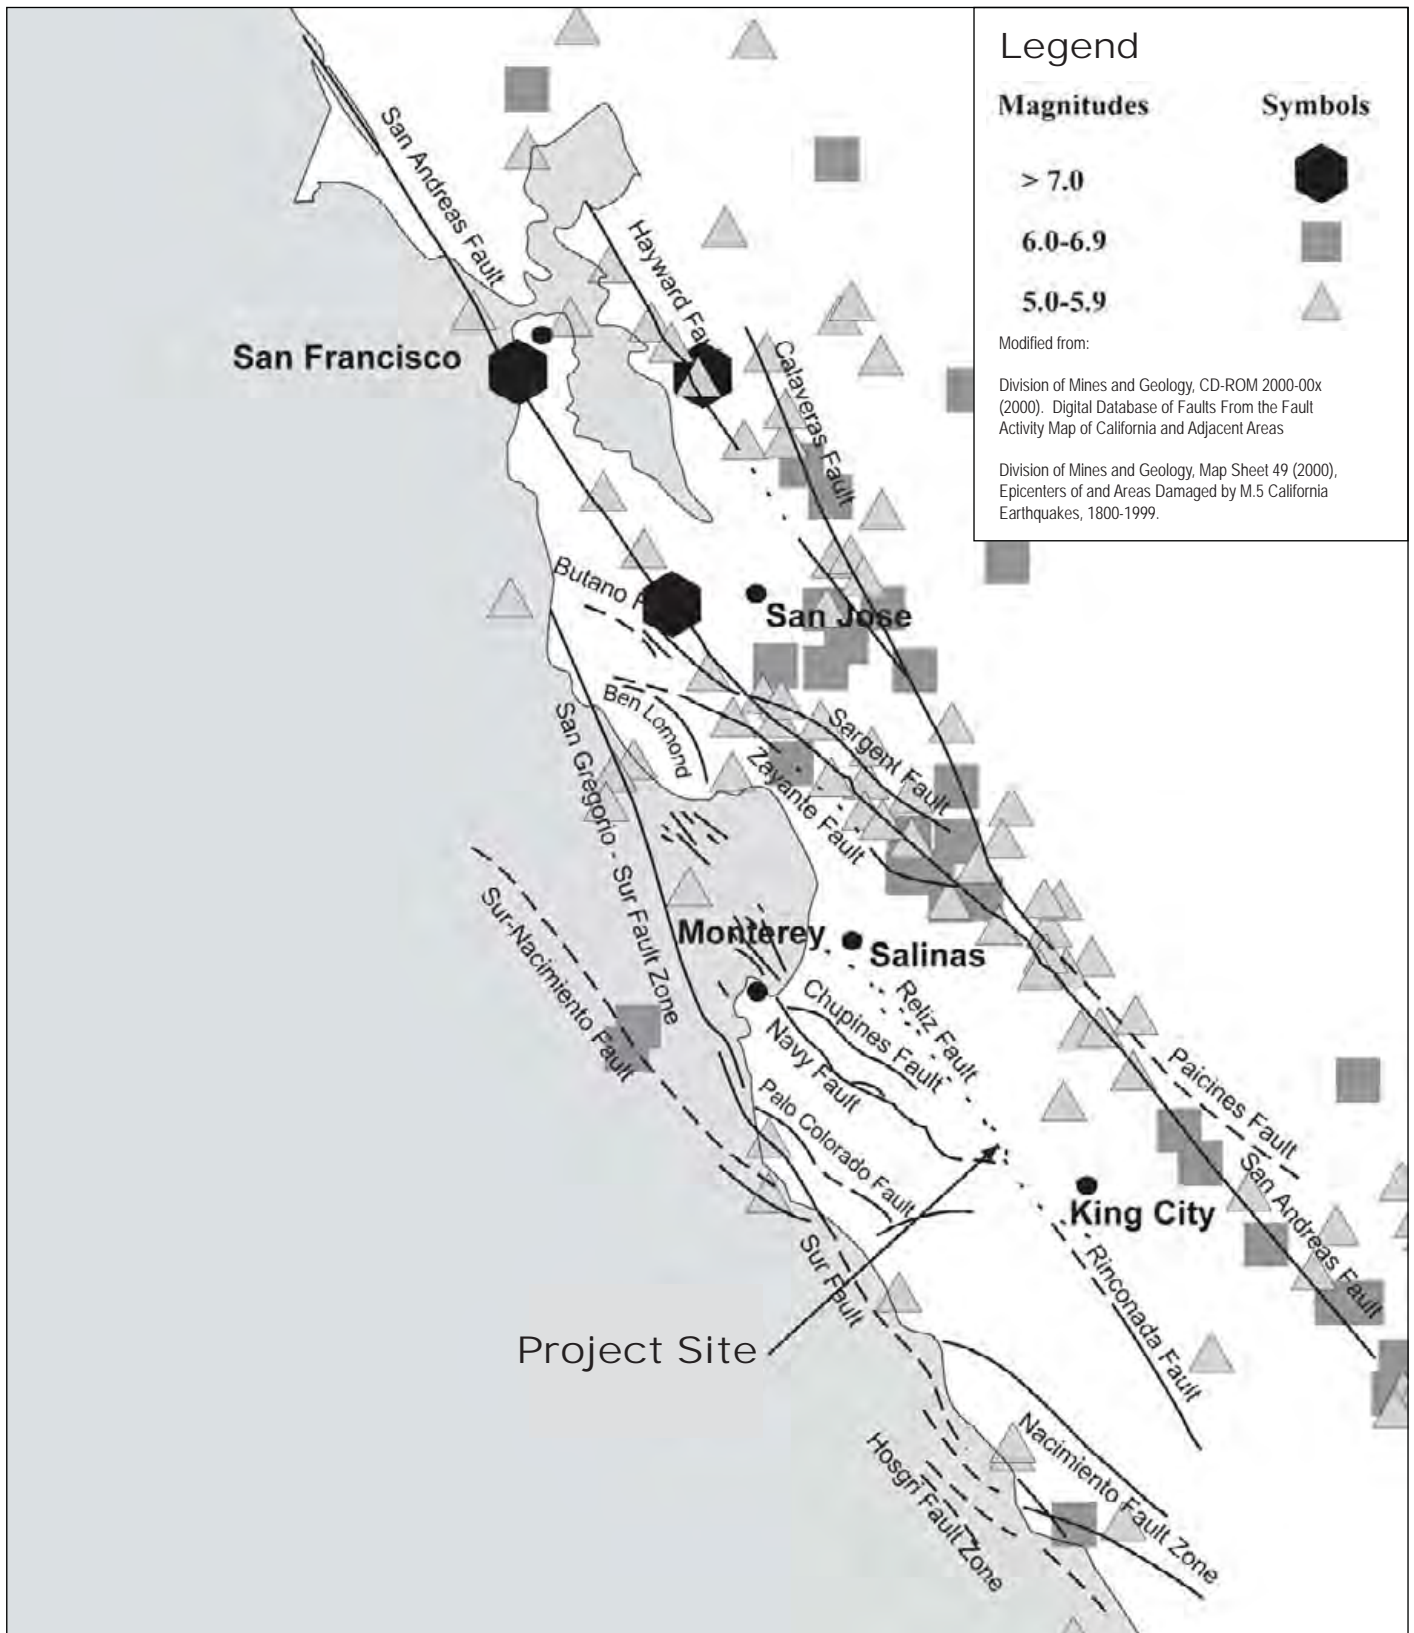 Legend
Magnitudes Symbols
> 7.0
6.0-6.9
5.0-5.9
Modified from:
Division of Mines and Geology, CD-ROM 2000-00x
(2000). Digital Database of Faults From the Fault
Activity Map of California and Adjacent Areas
Division of Mines and Geology, Map Sheet 49 (2000),
Epicenters of and Areas Damaged by M.5 California
Earthquakes, 1800-1999.
San Andreas Fault
Hayward Fau
San Francisco
Calaveras Fault
Butano F
San Jose
Ben Lomond
San Gregorio - Sur Fault Zone
Sargent Fault
Zayante Fault
Sur-Nacimiento Fault
Monterey
Salinas
Reliz Fault
Chupines Fault
Navy Fault
Palo Colorado Fault
Paicines Fault
San Andreas Fault
King City
Sur Fault
Rinconada Fault
Project Site
Nacimiento Fault Zone
Hosgri Fault Zone